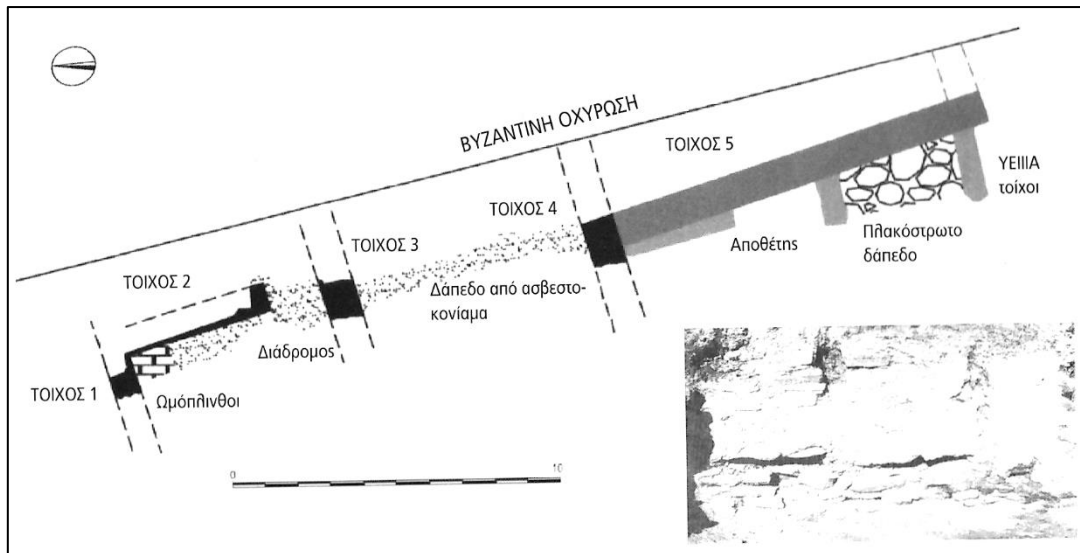 ΒΥΖΑΝΤΙΝΗ ΟΧΥΡΩΣΗ
ΤΟΙΧΟΣ 5
ΥΕΙΙΙΑ
τοίχοι
ΤΟΙΧΟΣ 4
Αποθέτης
Πλακόστρωτο
δάπεδο
ΤΟΙΧΟΣ 3
ΤΟΙΧΟΣ 2
Δάπεδο από ασβεστο-
κονίαμα
Διάδρομος
ΤΟΙΧΟΣ 1
Ωμόπλινθοι
0 10